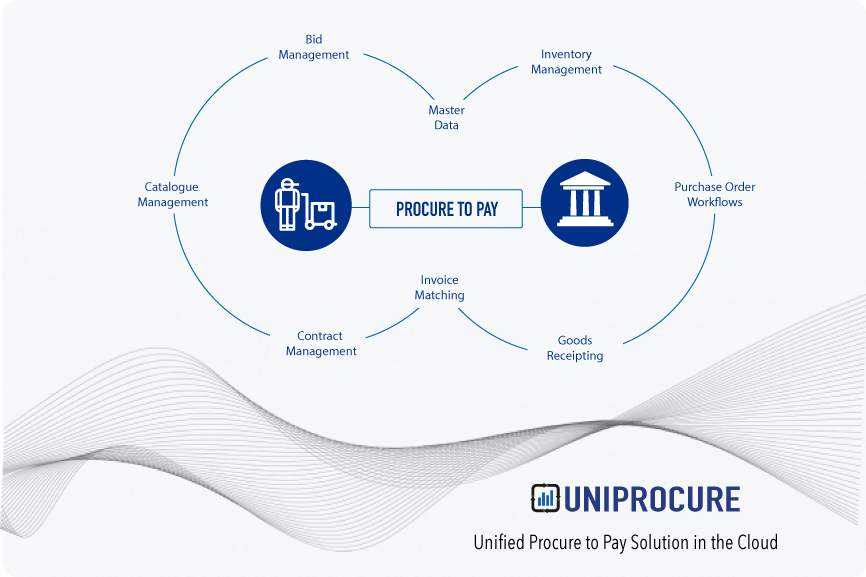 Bid
Management
Inventory
Management
Master
Data
Catalogue
Management
PROCURE TO PAY
Purchase Order
Workflows
Invoice
Matching
Contract
Management
Goods
Receipting
UNIPROCURE
Unified Procure to Pay Solution in the Cloud